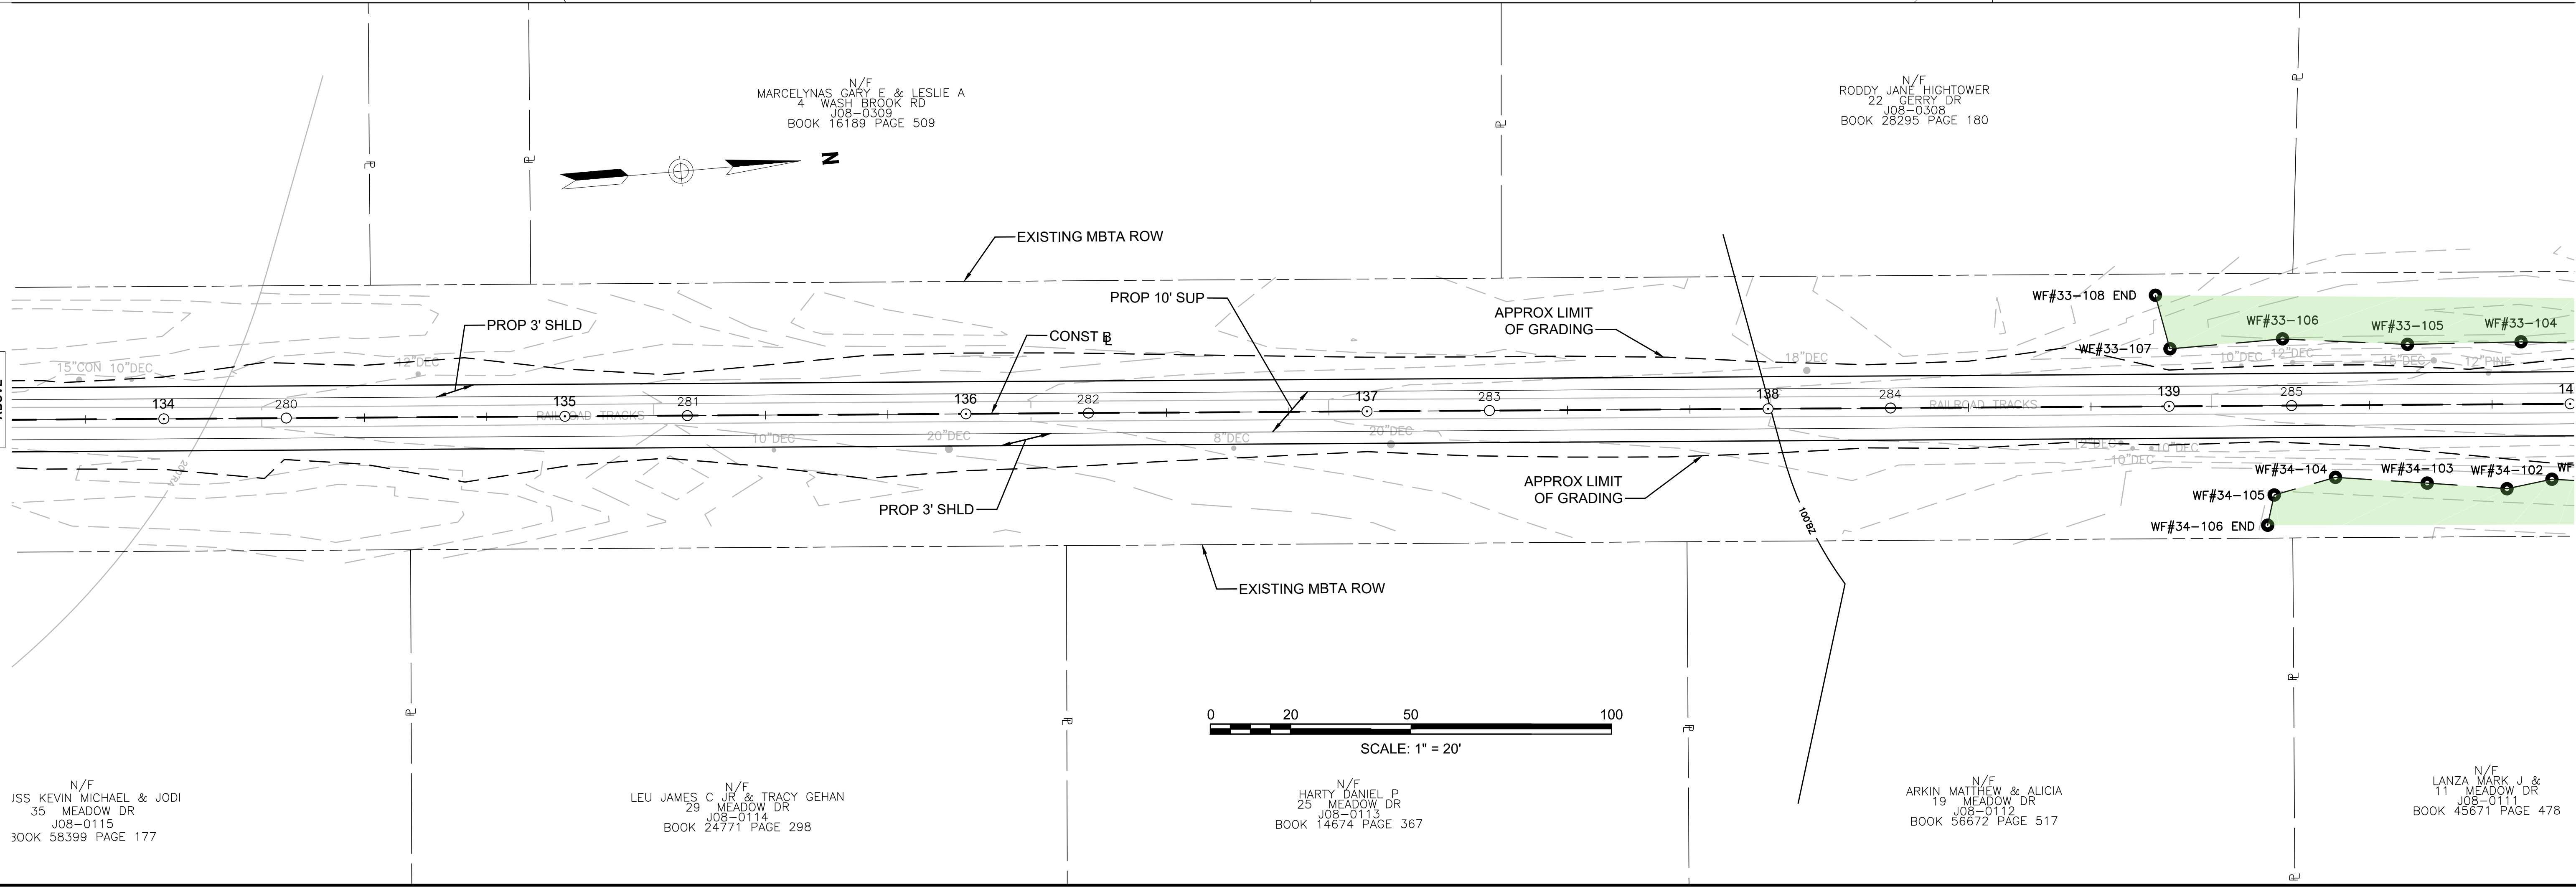 N/F
MARCELYNAS GARY E & LESLIE A
4 WASH BROOK RD
J08-0309
BOOK 16189 PAGE 509
N/F
RODDY JANE HIGHTOWER
22 GERRY DR
J08-0308
BOOK 28295 PAGE 180
N
EXISTING MBTA ROW
PROP 10' SUP
PROP 3' SHLD
CONST BL
APPROX LIMIT
OF GRADING
WF#33-108 END
WF#33-106
WF#33-105
WF#33-104
WF#33-107
15"CON 10"DEC
12"DEC
18"DEC
10"DEC 12"DEC
15"DEC
12"PINE
134
280
135
281
136
282
137
283
138
284
139
285
14
RAILROAD TRACKS
RAILROAD TRACKS
10"DEC
20"DEC
8"DEC
20"DEC
12"DEC
10"DEC
10"DEC
200'RA
PROP 3' SHLD
APPROX LIMIT
OF GRADING
100'BZ
WF#34-104
WF#34-103
WF#34-102
WF
WF#34-105
WF#34-106 END
EXISTING MBTA ROW
0 20 50 100
SCALE: 1" = 20'
N/F
USS KEVIN MICHAEL & JODI
35 MEADOW DR
J08-0115
BOOK 58399 PAGE 177
N/F
LEU JAMES C JR & TRACY GEHAN
29 MEADOW DR
J08-0114
BOOK 24771 PAGE 298
N/F
HARTY DANIEL P
25 MEADOW DR
J08-0113
BOOK 14674 PAGE 367
N/F
ARKIN MATTHEW & ALICIA
19 MEADOW DR
J08-0112
BOOK 56672 PAGE 517
N/F
LANZA MARK J &
11 MEADOW DR
J08-0111
BOOK 45671 PAGE 478